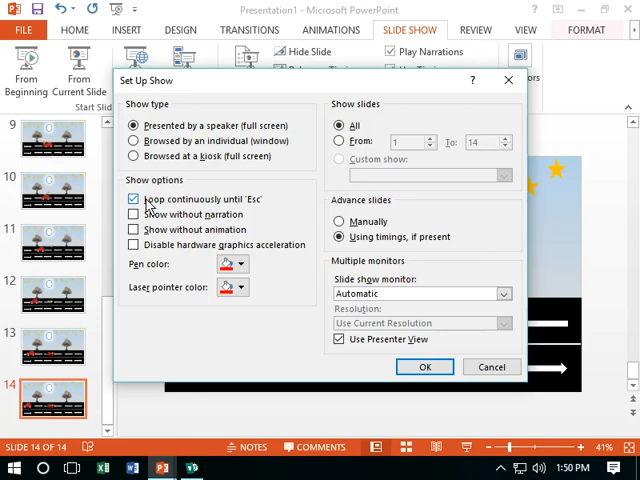 Presentation1 - Microsoft PowerPoint
FILE HOME INSERT DESIGN TRANSITIONS ANIMATIONS SLIDE SHOW REVIEW VIEW FORMAT
From Beginning
From Current Slide
Start Slid
Hide Slide
Play Narrations
ors
Set Up Show
Show type
Presented by a speaker (full screen)
Browsed by an individual (window)
Browsed at a kiosk (full screen)
Show options
Loop continuously until 'Esc'
Show without narration
Show without animation
Disable hardware graphics acceleration
Pen color:
Laser pointer color:
Show slides
All
From: 1 To: 14
Custom show:
Advance slides
Manually
Using timings, if present
Multiple monitors
Slide show monitor:
Automatic
Resolution:
Use Current Resolution
Use Presenter View
OK Cancel
9
10
11
12
13
14
SLIDE 14 OF 14 NOTES COMMENTS 41%
1:50 PM